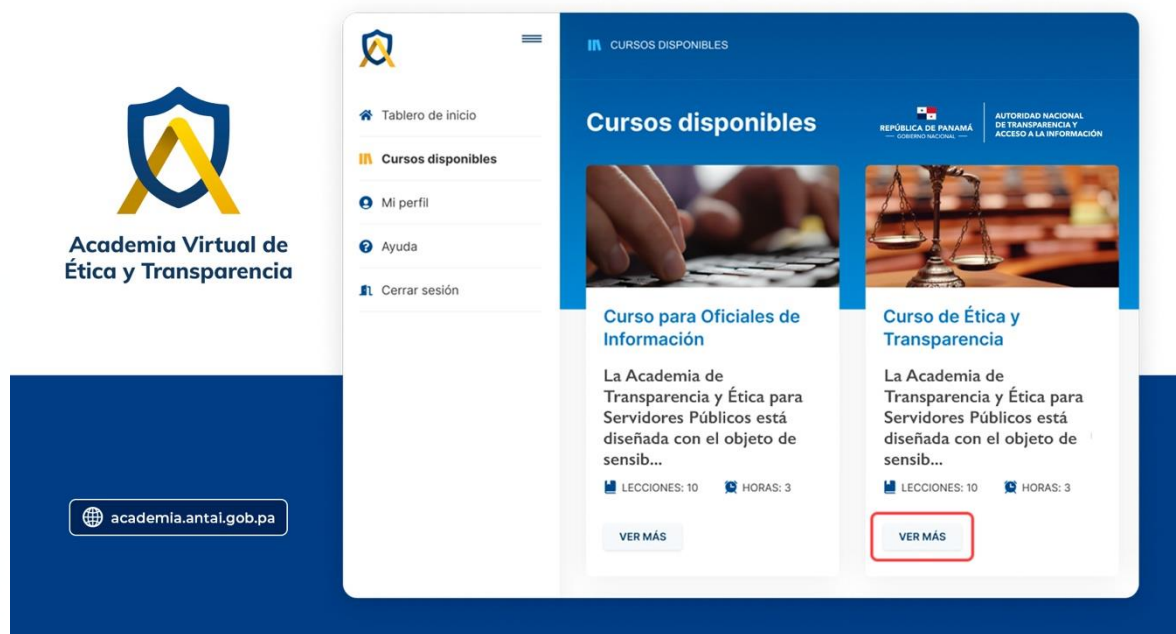 Academia Virtual de
Ética y Transparencia
academia.antai.gob.pa
Tablero de inicio
Cursos disponibles
Mi perfil
Ayuda
Cerrar sesión
CURSOS DISPONIBLES
Cursos disponibles
REPÚBLICA DE PANAMÁ
— GOBIERNO NACIONAL —
AUTORIDAD NACIONAL
DE TRANSPARENCIA Y
ACCESO A LA INFORMACIÓN
Curso para Oficiales de
Información
La Academia de
Transparencia y Ética para
Servidores Públicos está
diseñada con el objeto de
sensib...
LECCIONES: 10 HORAS: 3
VER MÁS
Curso de Ética y
Transparencia
La Academia de
Transparencia y Ética para
Servidores Públicos está
diseñada con el objeto de
sensib...
LECCIONES: 10 HORAS: 3
VER MÁS